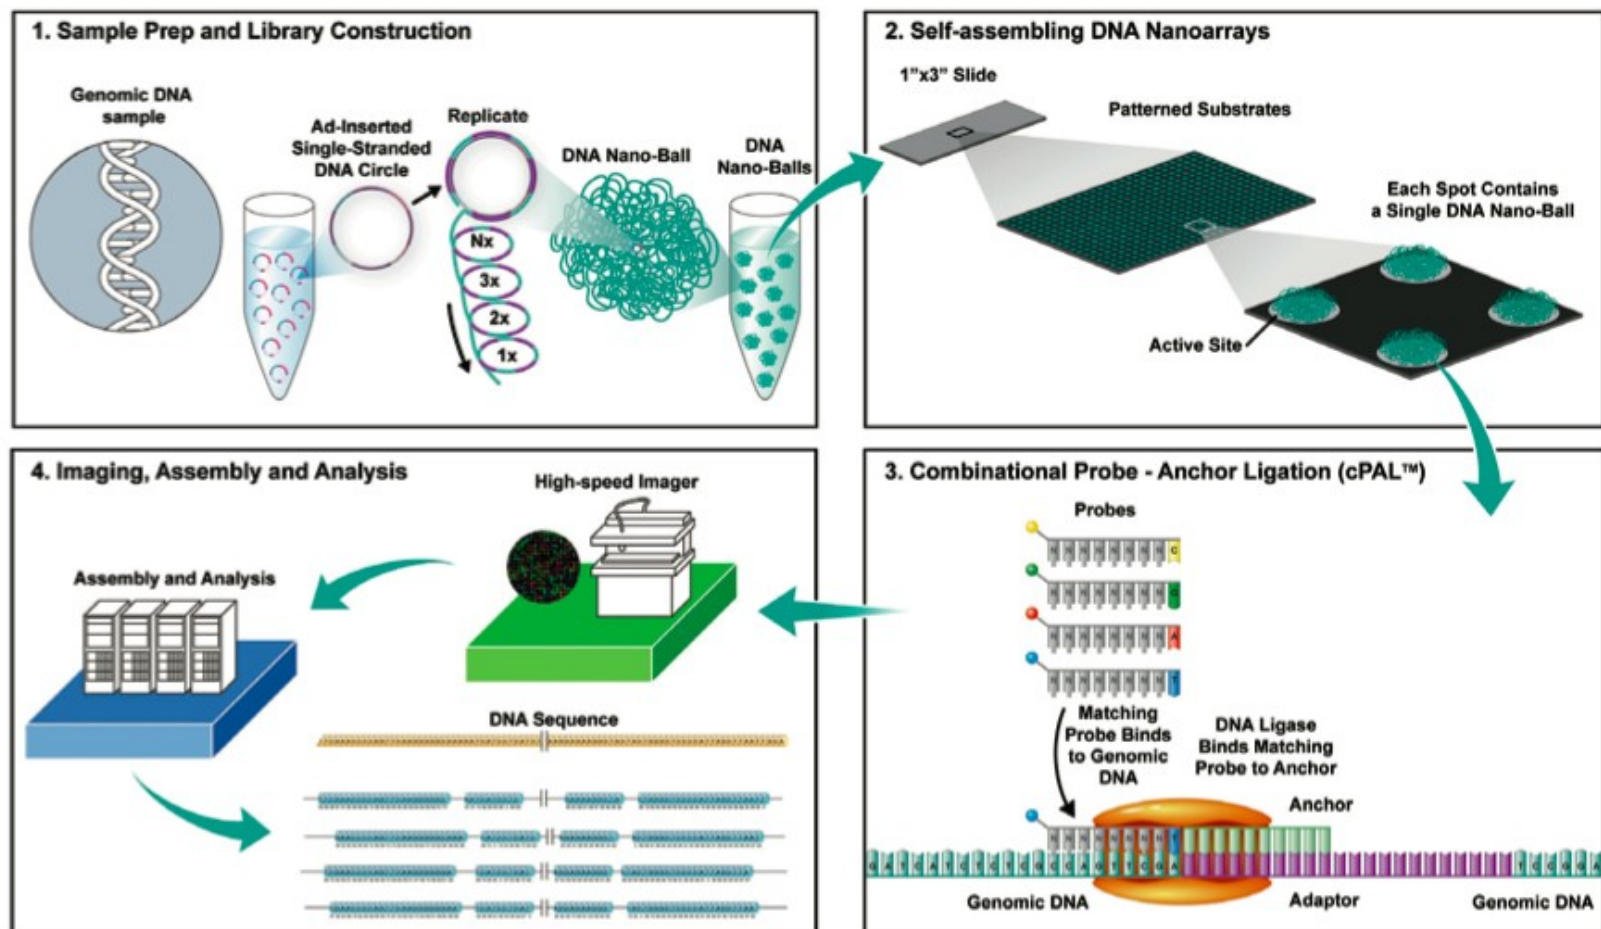 1. Sample Prep and Library Construction
Genomic DNA
sample
Ad-Inserted
Single-Stranded
DNA Circle
Replicate
Nx
3x
2x
1x
DNA Nano-Ball
DNA
Nano-Balls
2. Self-assembling DNA Nanoarrays
1”x3” Slide
Patterned Substrates
Each Spot Contains
a Single DNA Nano-Ball
Active Site
4. Imaging, Assembly and Analysis
High-speed Imager
Assembly and Analysis
DNA Sequence
3. Combinational Probe - Anchor Ligation (cPAL™)
Probes
N N N N N N N N C
N N N N N N N N G
N N N N N N N N A
N N N N N N N N T
Matching
Probe Binds
to Genomic
DNA
DNA Ligase
Binds Matching
Probe to Anchor
Anchor
N N N N N N N N T
G A T C A T C T C T C G C C A G T T C G A
T C C G G A
Genomic DNA
Adaptor
Genomic DNA